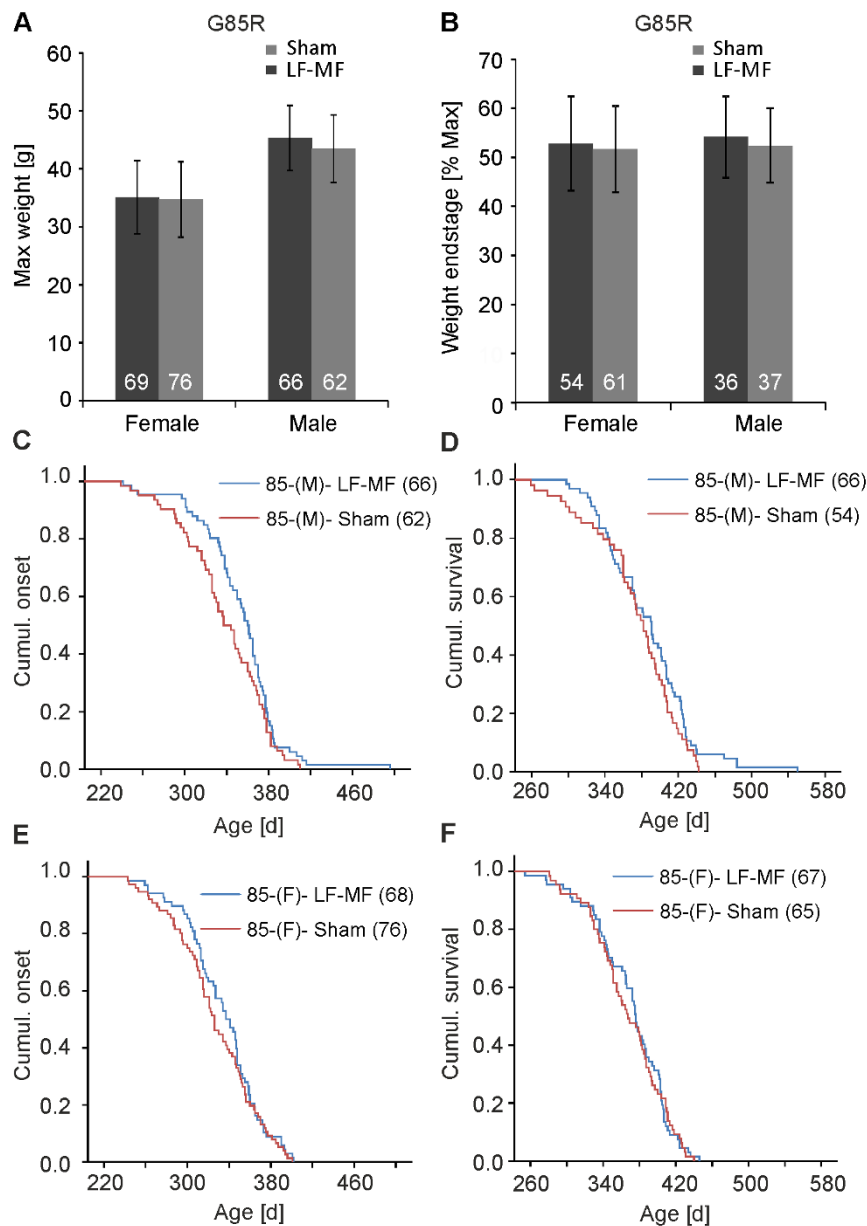 A
G85R
Sham
LF-MF
Max weight [g]
60
50
40
30
20
10
0
69
76
66
62
Female
Male
B
G85R
Sham
LF-MF
Weight endstage [% Max]
70
60
50
40
30
20
10
0
54
61
36
37
Female
Male
C
85-(M)- LF-MF (66)
85-(M)- Sham (62)
Cumul. onset
1.0
0.8
0.6
0.4
0.2
0.0
220
300
380
460
Age [d]
D
85-(M)- LF-MF (66)
85-(M)- Sham (54)
Cumul. survival
1.0
0.8
0.6
0.4
0.2
0.0
260
340
420
500
580
Age [d]
E
85-(F)- LF-MF (68)
85-(F)- Sham (76)
Cumul. onset
1.0
0.8
0.6
0.4
0.2
0.0
220
300
380
460
Age [d]
F
85-(F)- LF-MF (67)
85-(F)- Sham (65)
Cumul. survival
1.0
0.8
0.6
0.4
0.2
0.0
260
340
420
500
580
Age [d]